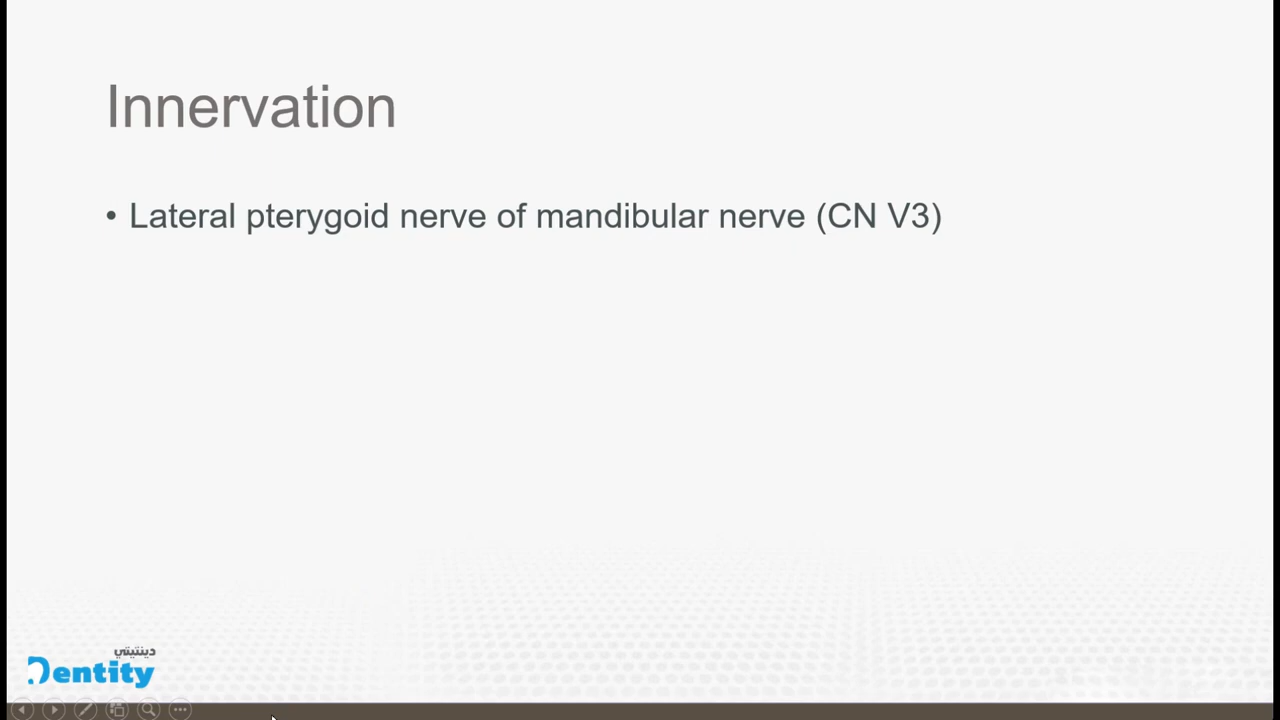 Innervation
• Lateral pterygoid nerve of mandibular nerve (CN V3)
دينتيتي
Dentity